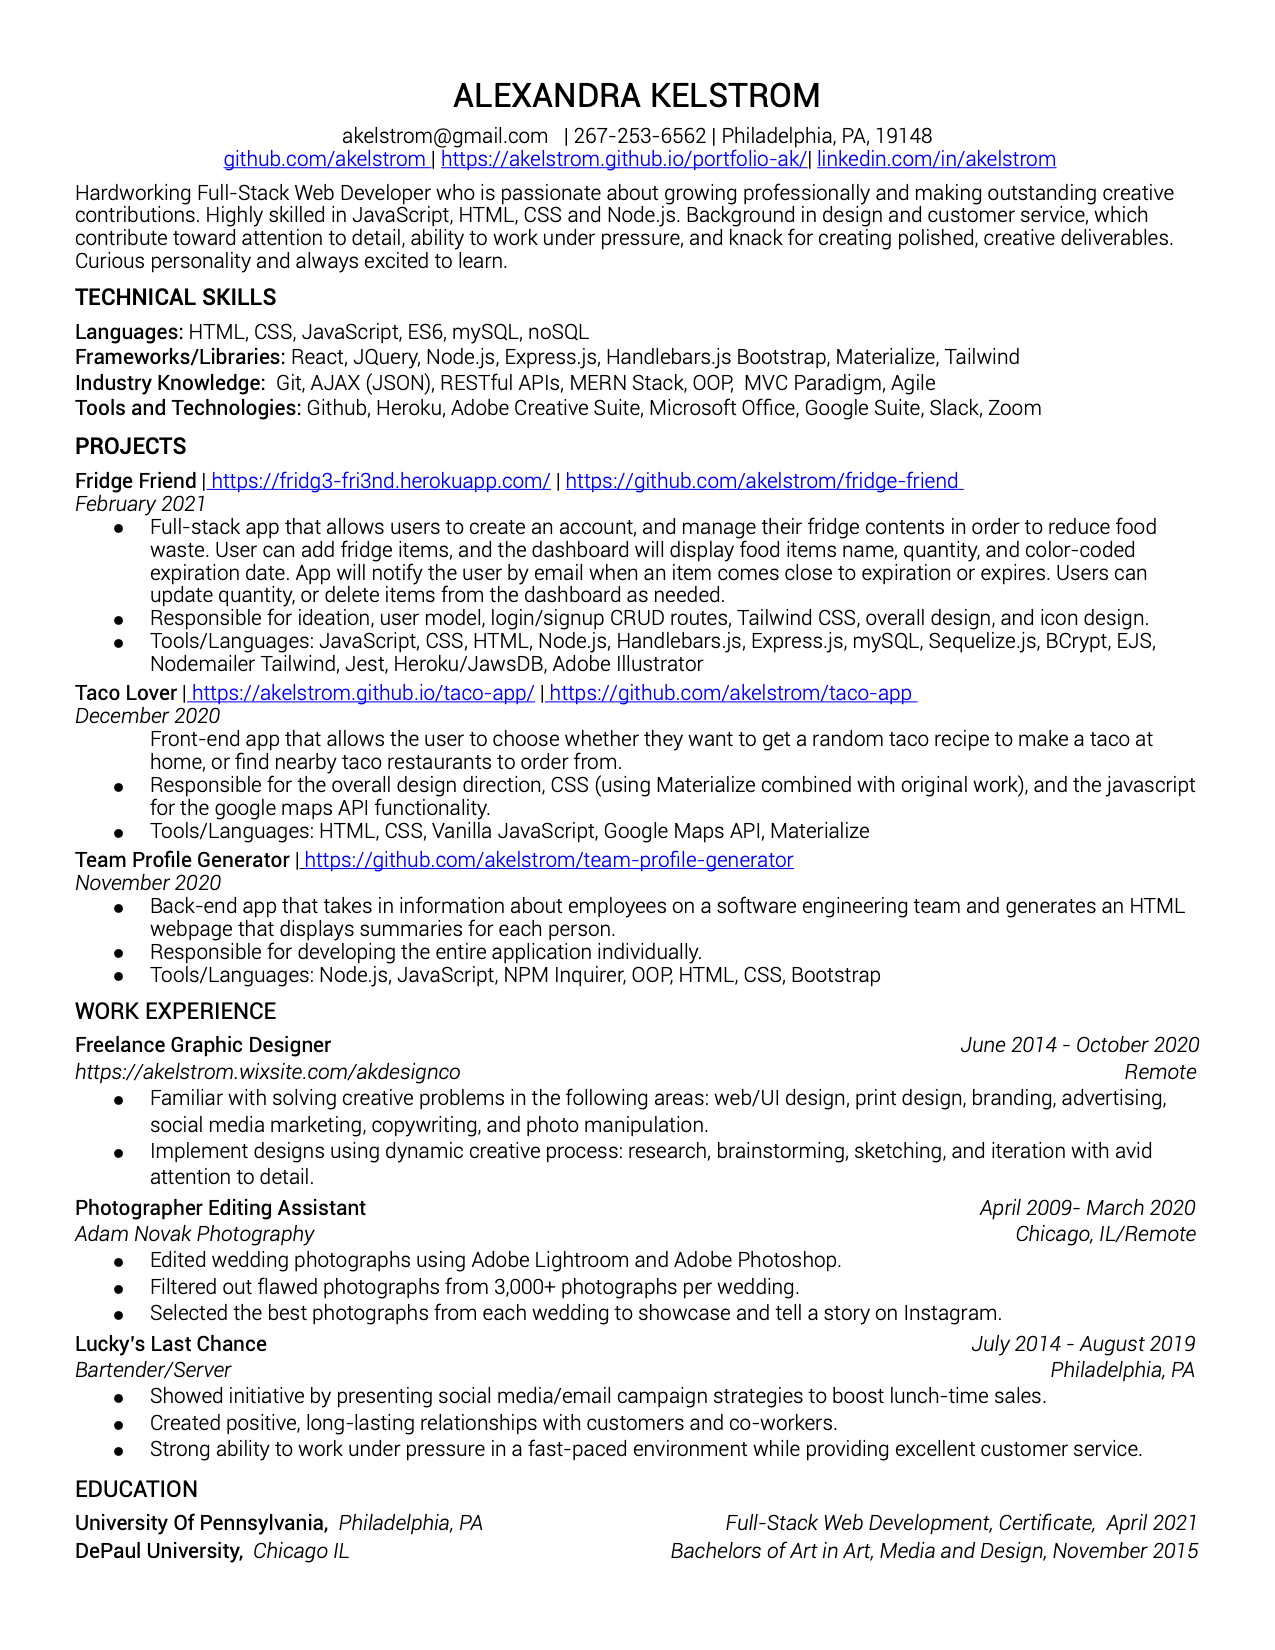 ALEXANDRA KELSTROM
akelstrom@gmail.com | 267-253-6562 | Philadelphia, PA, 19148
github.com/akelstrom | https://akelstrom.github.io/portfolio-ak/| linkedin.com/in/akelstrom
Hardworking Full-Stack Web Developer who is passionate about growing professionally and making outstanding creative
contributions. Highly skilled in JavaScript, HTML, CSS and Node.js. Background in design and customer service, which
contribute toward attention to detail, ability to work under pressure, and knack for creating polished, creative deliverables.
Curious personality and always excited to learn.
TECHNICAL SKILLS
Languages: HTML, CSS, JavaScript, ES6, mySQL, noSQL
Frameworks/Libraries: React, JQuery, Node.js, Express.js, Handlebars.js Bootstrap, Materialize, Tailwind
Industry Knowledge: Git, AJAX (JSON), RESTful APIs, MERN Stack, OOP, MVC Paradigm, Agile
Tools and Technologies: Github, Heroku, Adobe Creative Suite, Microsoft Office, Google Suite, Slack, Zoom
PROJECTS
Fridge Friend | https://fridg3-fri3nd.herokuapp.com/ | https://github.com/akelstrom/fridge-friend
February 2021
● Full-stack app that allows users to create an account, and manage their fridge contents in order to reduce food
waste. User can add fridge items, and the dashboard will display food items name, quantity, and color-coded
expiration date. App will notify the user by email when an item comes close to expiration or expires. Users can
update quantity, or delete items from the dashboard as needed.
● Responsible for ideation, user model, login/signup CRUD routes, Tailwind CSS, overall design, and icon design.
● Tools/Languages: JavaScript, CSS, HTML, Node.js, Handlebars.js, Express.js, mySQL, Sequelize.js, BCrypt, EJS,
Nodemailer Tailwind, Jest, Heroku/JawsDB, Adobe Illustrator
Taco Lover | https://akelstrom.github.io/taco-app/ | https://github.com/akelstrom/taco-app
December 2020
Front-end app that allows the user to choose whether they want to get a random taco recipe to make a taco at
home, or find nearby taco restaurants to order from.
● Responsible for the overall design direction, CSS (using Materialize combined with original work), and the javascript
for the google maps API functionality.
● Tools/Languages: HTML, CSS, Vanilla JavaScript, Google Maps API, Materialize
Team Profile Generator | https://github.com/akelstrom/team-profile-generator
November 2020
● Back-end app that takes in information about employees on a software engineering team and generates an HTML
webpage that displays summaries for each person.
● Responsible for developing the entire application individually.
● Tools/Languages: Node.js, JavaScript, NPM Inquirer, OOP, HTML, CSS, Bootstrap
WORK EXPERIENCE
Freelance Graphic Designer June 2014 - October 2020
https://akelstrom.wixsite.com/akdesignco Remote
● Familiar with solving creative problems in the following areas: web/UI design, print design, branding, advertising,
social media marketing, copywriting, and photo manipulation.
● Implement designs using dynamic creative process: research, brainstorming, sketching, and iteration with avid
attention to detail.
Photographer Editing Assistant April 2009- March 2020
Adam Novak Photography Chicago, IL/Remote
● Edited wedding photographs using Adobe Lightroom and Adobe Photoshop.
● Filtered out flawed photographs from 3,000+ photographs per wedding.
● Selected the best photographs from each wedding to showcase and tell a story on Instagram.
Lucky's Last Chance July 2014 - August 2019
Bartender/Server Philadelphia, PA
● Showed initiative by presenting social media/email campaign strategies to boost lunch-time sales.
● Created positive, long-lasting relationships with customers and co-workers.
● Strong ability to work under pressure in a fast-paced environment while providing excellent customer service.
EDUCATION
University Of Pennsylvania, Philadelphia, PA Full-Stack Web Development, Certificate, April 2021
DePaul University, Chicago IL Bachelors of Art in Art, Media and Design, November 2015